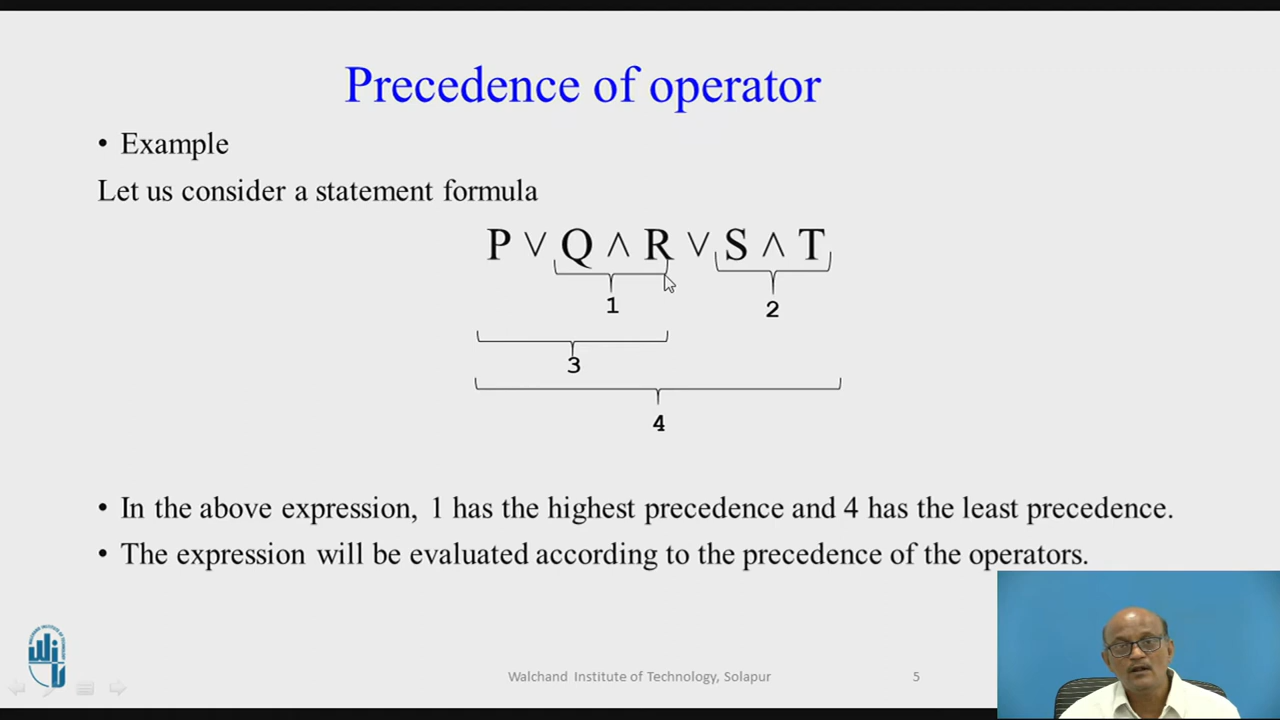 Precedence of operator
• Example
Let us consider a statement formula
P ∨ Q ∧ R ∨ S ∧ T
1
2
3
4
• In the above expression, 1 has the highest precedence and 4 has the least precedence.
• The expression will be evaluated according to the precedence of the operators.
Walchand Institute of Technology, Solapur
5